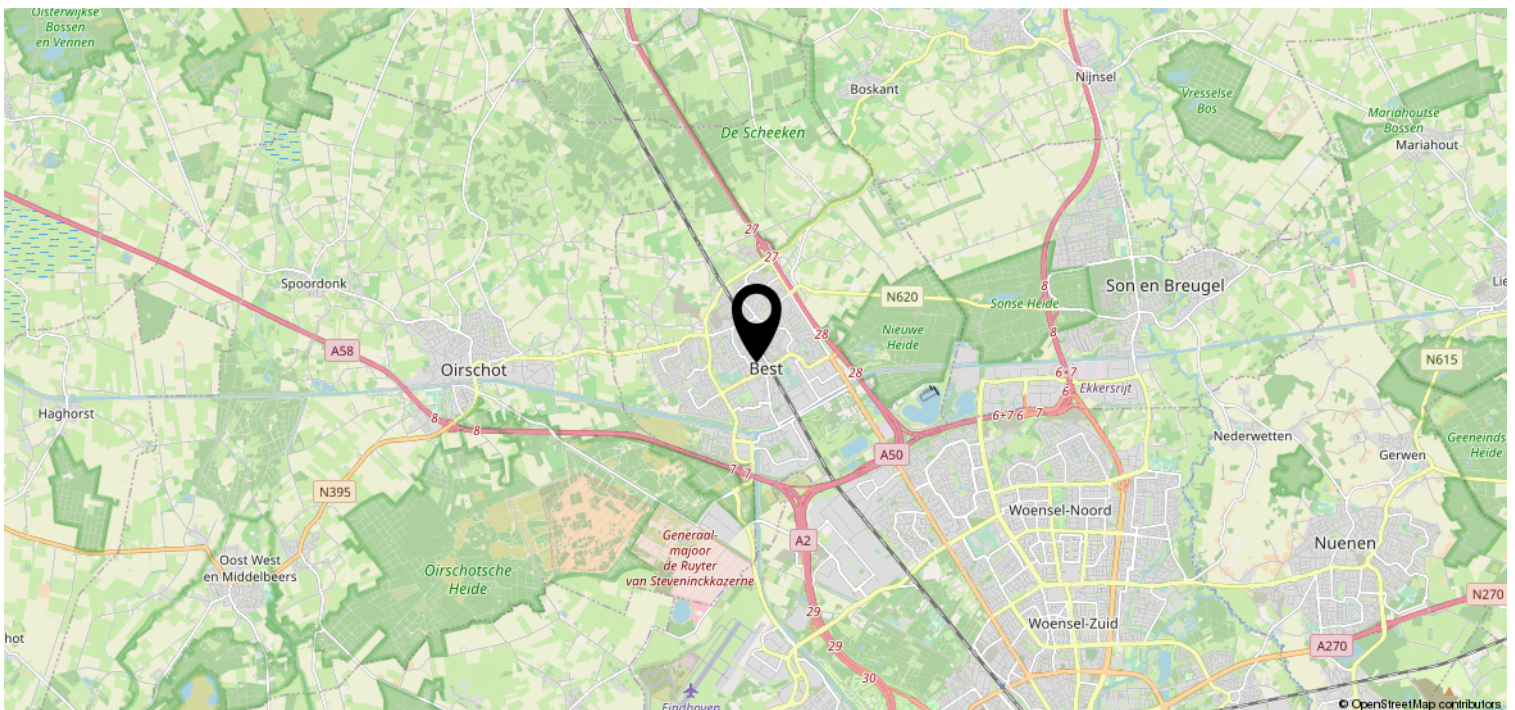 Oisterwijkse
Bossen
en Vennen
Nijnsel
Boskant
Vresselse
Bos
Mariahoutse
Bossen
Mariahout
De Scheeken
27
27
Spoordonk
8
Son en Breugel
N620
Sonse Heide
Nieuwe
Heide
28
8
A58
N615
Oirschot
Best
28
6 • 7
6
Ekkersrijt
Haghorst
8
8
6+7 6
7
Nederwetten
Geeneinds
Heide
Gerwen
A50
7 7
N395
Woensel-Noord
A2
Generaal-
majoor
de Ruyter
van Steveninckkazerne
Nuenen
Oost West
en Middelbeers
Oirschotsche
Heide
N270
29
Woensel-Zuid
hot
29
A270
30
Eindhoven
© OpenStreetMap contributors